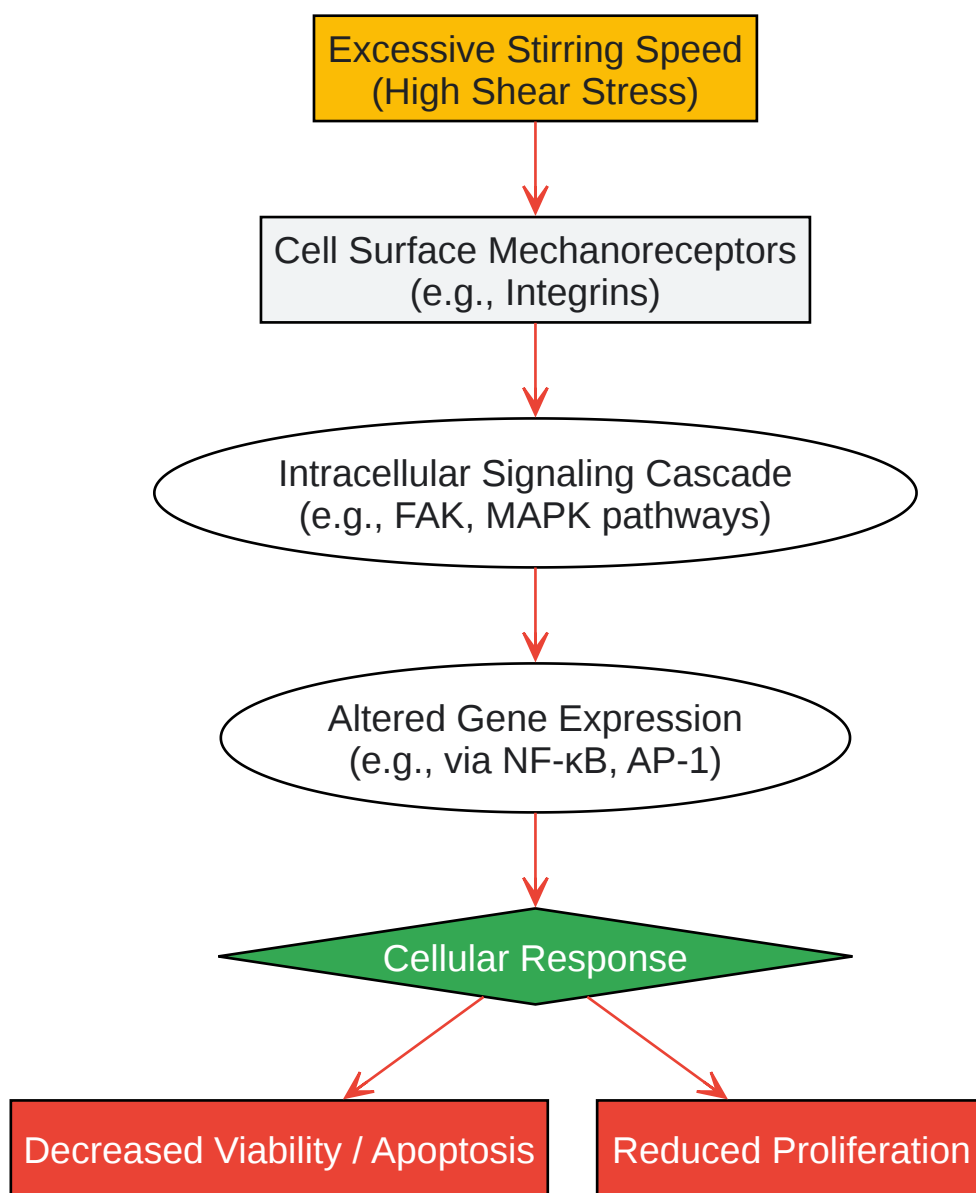 Excessive Stirring Speed
(High Shear Stress)
Cell Surface Mechanoreceptors
(e.g., Integrins)
Intracellular Signaling Cascade
(e.g., FAK, MAPK pathways)
Altered Gene Expression
(e.g., via NF-κB, AP-1)
Cellular Response
Decreased Viability / Apoptosis
Reduced Proliferation